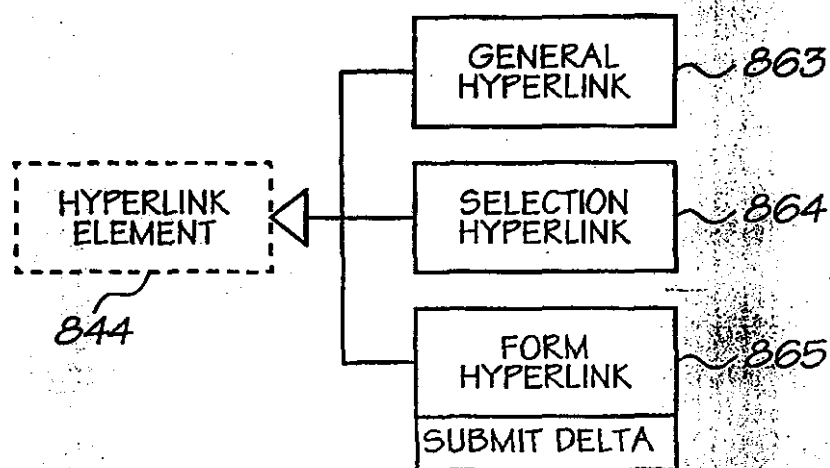 GENERAL
HYPERLINK
863
HYPERLINK
ELEMENT
844
SELECTION
HYPERLINK
864
FORM
HYPERLINK
865
SUBMIT DELTA